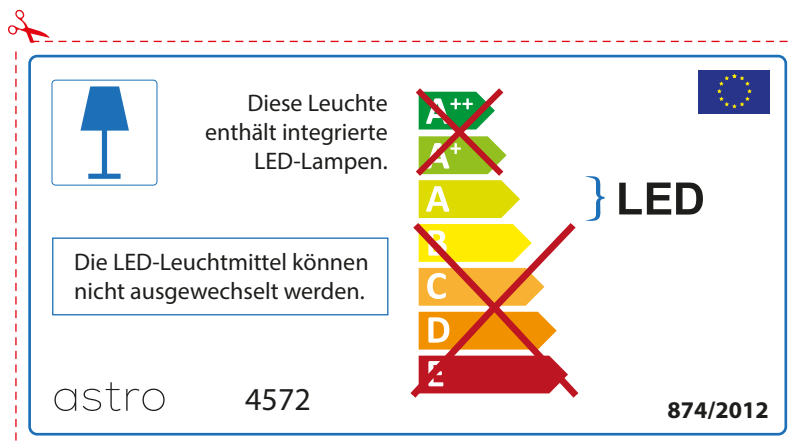 Diese Leuchte
enthält integrierte
LED-Lampen.
Die LED-Leuchtmittel können
nicht ausgewechselt werden.
A++
A+
A
B
C
D
E
LED
astro
4572
874/2012